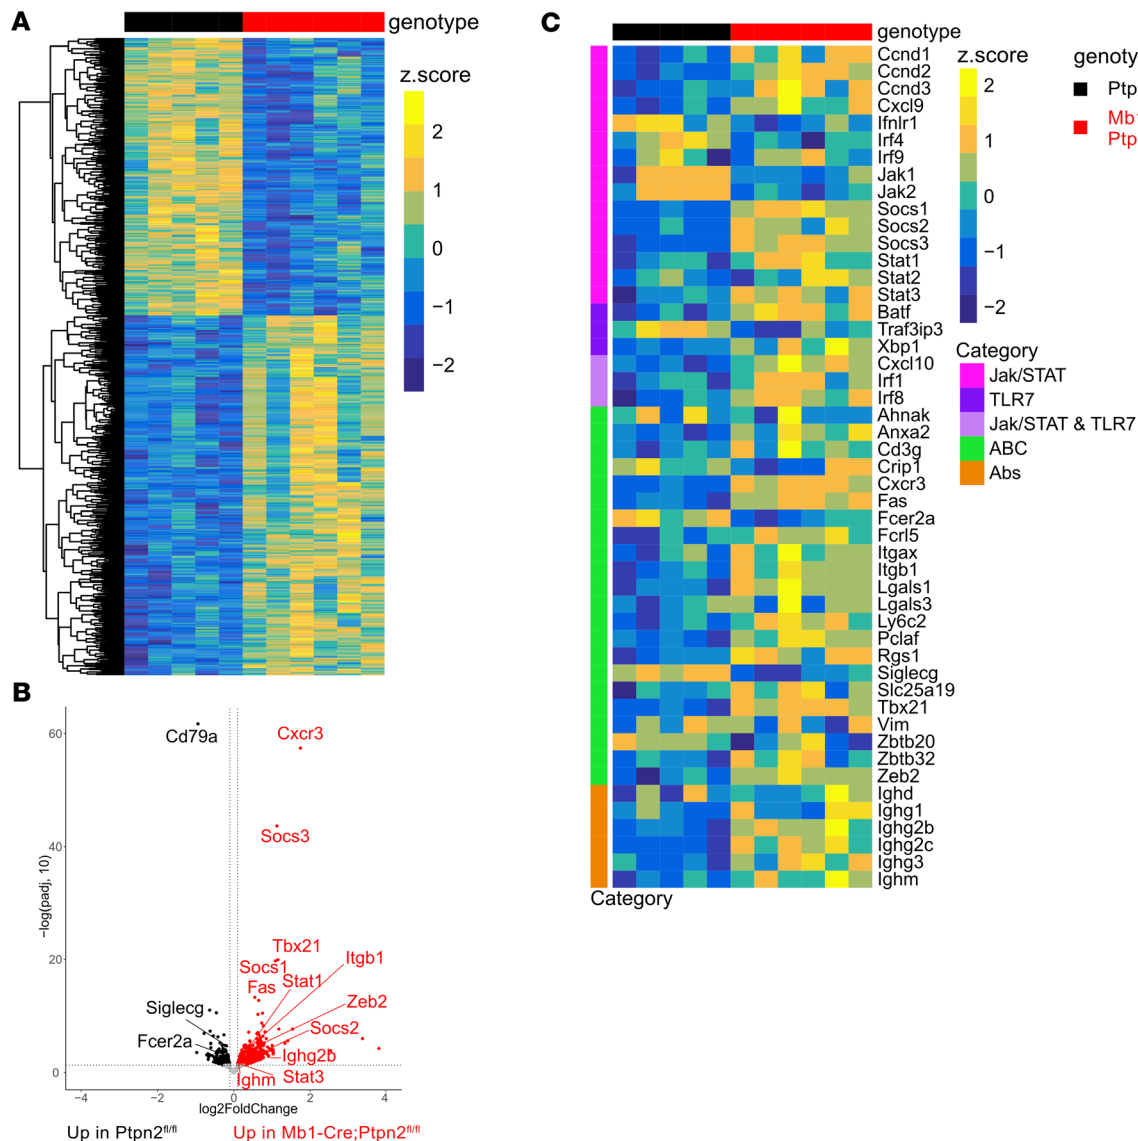 A
genotype
z.score
2
1
0
−1
−2
B
60
40
20
0
−log(padj, 10)
Cd79a
Cxcr3
Socs3
Tbx21
Socs1
Itgb1
Fas
Stat1
Siglecg
Zeb2
Fcer2a
Socs2
Ighg2b
Ighm
Stat3
−4
−2
0
2
4
log2FoldChange
Up in Ptpn2fl/fl
Up in Mb1-Cre;Ptpn2fl/fl
C
genotype
Ccnd1
Ccnd2
Ccnd3
Cxcl9
Ifnlr1
Irf4
Irf9
Jak1
Jak2
Socs1
Socs2
Socs3
Stat1
Stat2
Stat3
Batf
Traf3ip3
Xbp1
Cxcl10
Irf1
Irf8
Ahnak
Anxa2
Cd3g
Crip1
Cxcr3
Fas
Fcer2a
Fcrl5
Itgax
Itgb1
Lgals1
Lgals3
Ly6c2
Pclaf
Rgs1
Siglecg
Slc25a19
Tbx21
Vim
Zbtb20
Zbtb32
Zeb2
Ighd
Ighg1
Ighg2b
Ighg2c
Ighg3
Ighm
Category
z.score
2
1
0
−1
−2
Category
Jak/STAT
TLR7
Jak/STAT & TLR7
ABC
Abs
genoty
Ptp
Mb
Ptp